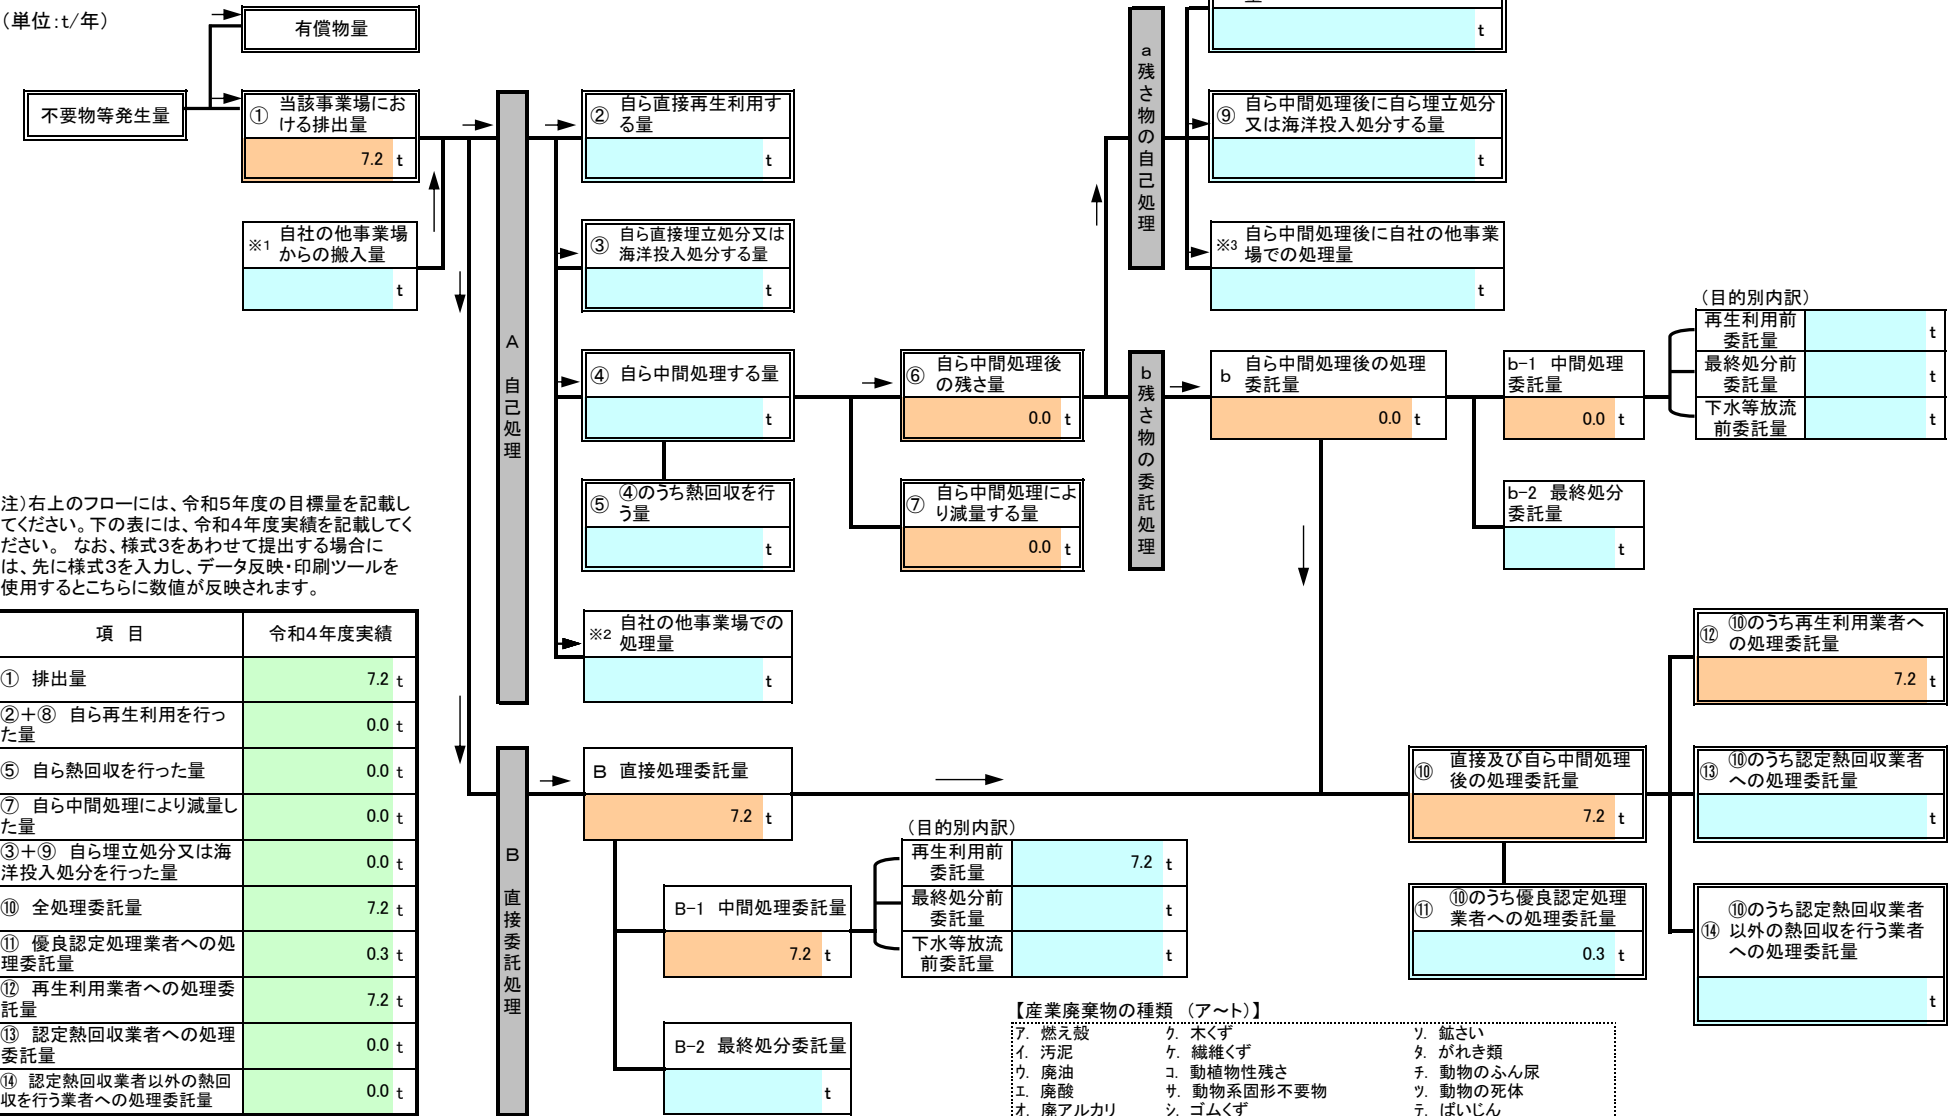 (単位:t/年)
有償物量
不要物等発生量
① 当該事業場にお
ける排出量
7.2 t
※1 自社の他事業場
からの搬入量
t
A 自己処理
② 自ら直接再生利用す
る量
t
③ 自ら直接埋立処分又は
海洋投入処分する量
t
④ 自ら中間処理する量
t
⑤ ④のうち熱回収を行
う量
t
※2 自社の他事業場での
処理量
t
⑥ 自ら中間処理後
の残さ量
0.0 t
⑦ 自ら中間処理によ
り減量する量
0.0 t
a 残さ物の自己処理
t
⑨ 自ら中間処理後に自ら埋立処分
又は海洋投入処分する量
t
※3 自ら中間処理後に自社の他事業
場での処理量
t
b 残さ物の委託処理
b 自ら中間処理後の処理
委託量
0.0 t
b-1 中間処理
委託量
0.0 t
b-2 最終処分
委託量
t
(目的別内訳)
再生利用前
委託量 t
最終処分前
委託量 t
下水等放流
前委託量 t
注)右上のフローには、令和5年度の目標量を記載し
てください。下の表には、令和4年度実績を記載してく
ださい。 なお、様式3をあわせて提出する場合に
は、先に様式3を入力し、データ反映・印刷ツールを
使用するとこちらに数値が反映されます。
項 目 令和4年度実績
① 排出量 7.2 t
②+⑧ 自ら再生利用を行っ
た量 0.0 t
⑤ 自ら熱回収を行った量 0.0 t
⑦ 自ら中間処理により減量し
た量 0.0 t
③+⑨ 自ら埋立処分又は海
洋投入処分を行った量 0.0 t
⑩ 全処理委託量 7.2 t
⑪ 優良認定処理業者への処
理委託量 0.3 t
⑫ 再生利用業者への処理委
託量 7.2 t
⑬ 認定熱回収業者への処理
委託量 0.0 t
⑭ 認定熱回収業者以外の熱回
収を行う業者への処理委託量 0.0 t
B 直接委託処理
B 直接処理委託量
7.2 t
B-1 中間処理委託量
7.2 t
B-2 最終処分委託量
t
(目的別内訳)
再生利用前
委託量 7.2 t
最終処分前
委託量 t
下水等放流
前委託量 t
⑩ 直接及び自ら中間処理
後の処理委託量
7.2 t
⑪ ⑩のうち優良認定処理
業者への処理委託量
0.3 t
⑫ ⑩のうち再生利用業者へ
の処理委託量
7.2 t
⑬ ⑩のうち認定熱回収業者
への処理委託量
t
⑭ ⑩のうち認定熱回収業者
以外の熱回収を行う業者
への処理委託量
t
【産業廃棄物の種類 (ア~ト)】
ア. 燃え殻 ク. 木くず ソ. 鉱さい
イ. 汚泥 ケ. 繊維くず タ. がれき類
ウ. 廃油 コ. 動植物性残さ チ. 動物のふん尿
エ. 廃酸 サ. 動物系固形不要物 ツ. 動物の死体
オ. 廃アルカリ シ. ゴムくず テ. ばいじん